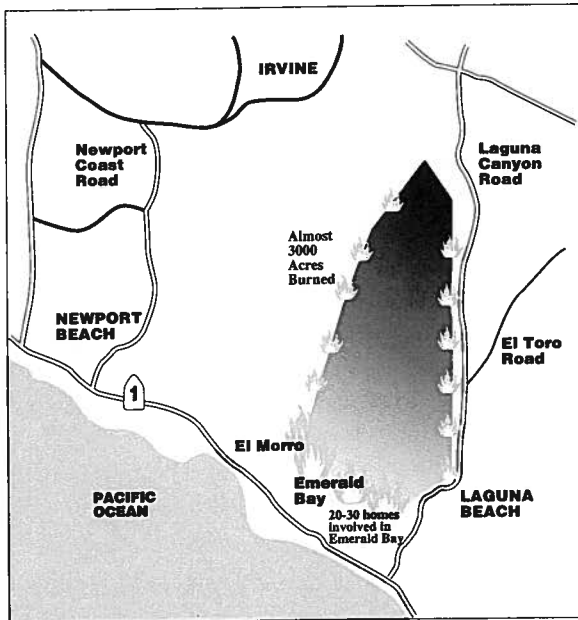 IRVINE
Newport
Coast
Road
Laguna
Canyon
Road
Almost
3000
Acres
Burned
NEWPORT
BEACH
El Toro
Road
1
El Morro
Emerald
Bay
PACIFIC
OCEAN
LAGUNA
BEACH
20-30 homes
involved in
Emerald Bay